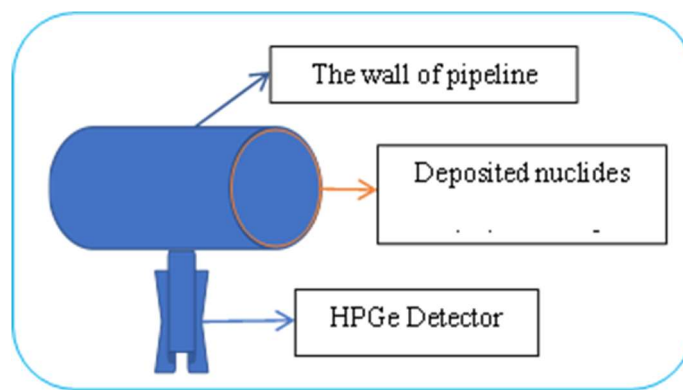 The wall of pipeline
Deposited nuclides
HPGe Detector